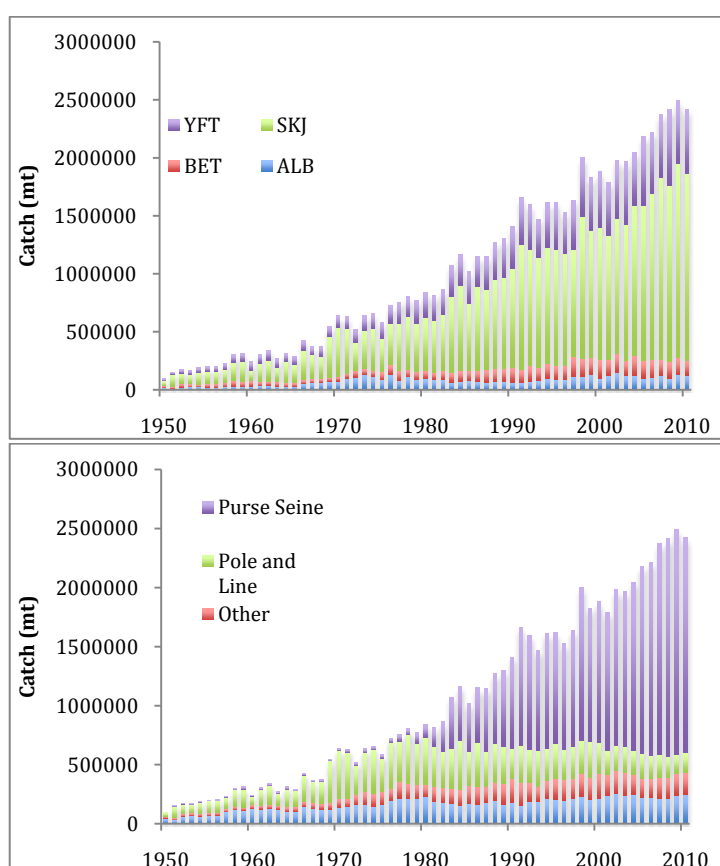 3000000
2500000
2000000
1500000
1000000
500000
0
Catch (mt)
YFT SKJ
BET ALB
1950 1960 1970 1980 1990 2000 2010
3000000
2500000
2000000
1500000
1000000
500000
0
Catch (mt)
Purse Seine
Pole and
Line
Other
1950 1960 1970 1980 1990 2000 2010